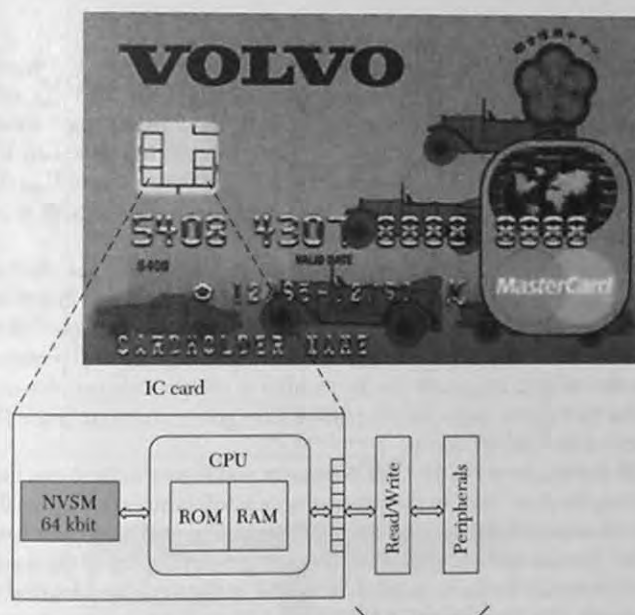 VOLVO
5408 4307 8888 8888
5408
VALID DATE
MasterCard
CARDHOLDER NAME
IC card
CPU
NVSM
64 kbit
ROM
RAM
Read/Write
Peripherals